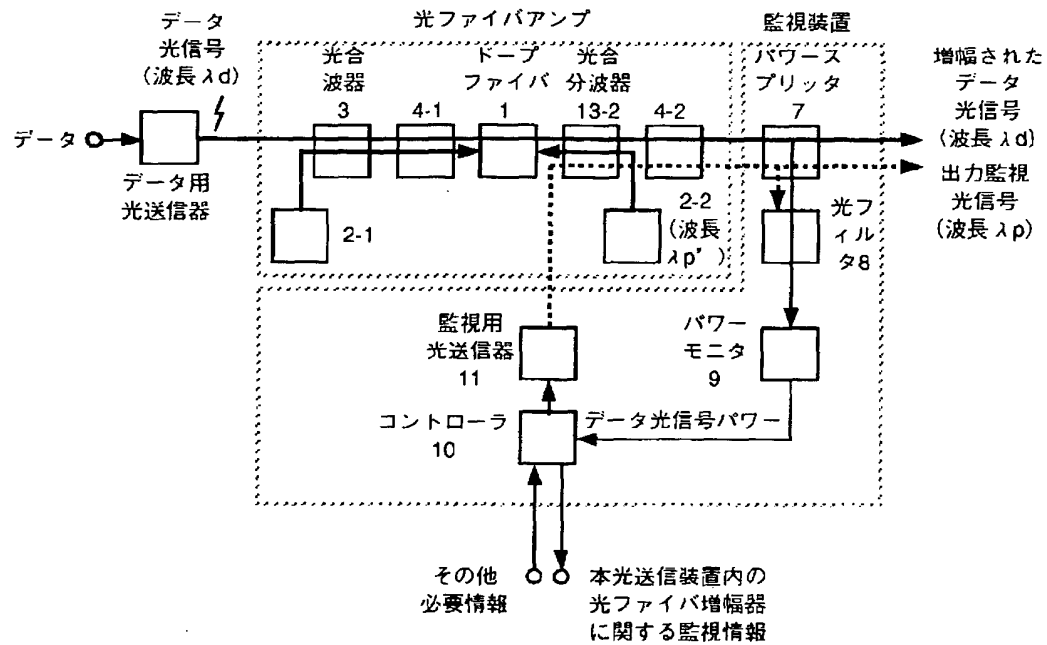 光ファイバアンプ
監視装置
データ
光信号
(波長 λd)
光合
波器
3
4-1
ドープ
ファイバ
1
光合
分波器
13-2
4-2
パワース
プリッタ
7
増幅された
データ
光信号
(波長 λd)
データ
データ用
光送信器
2-1
2-2
(波長
λp')
光フ
ィル
タ8
出力監視
光信号
(波長 λp)
監視用
光送信器
11
パワー
モニタ
9
コントローラ
10
データ光信号パワー
その他
必要情報
本光送信装置内の
光ファイバ増幅器
に関する監視情報